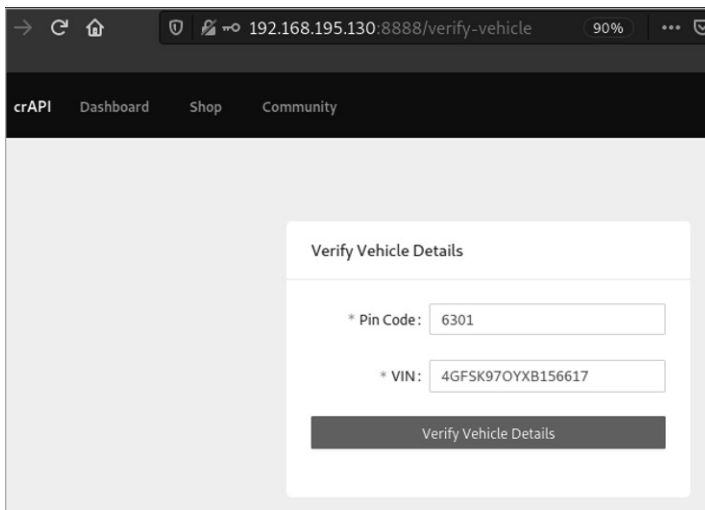 192.168.195.130:8888/verify-vehicle 90%
crAPI Dashboard Shop Community
Verify Vehicle Details
* Pin Code: 6301
* VIN: 4GFSK97OYXB156617
Verify Vehicle Details